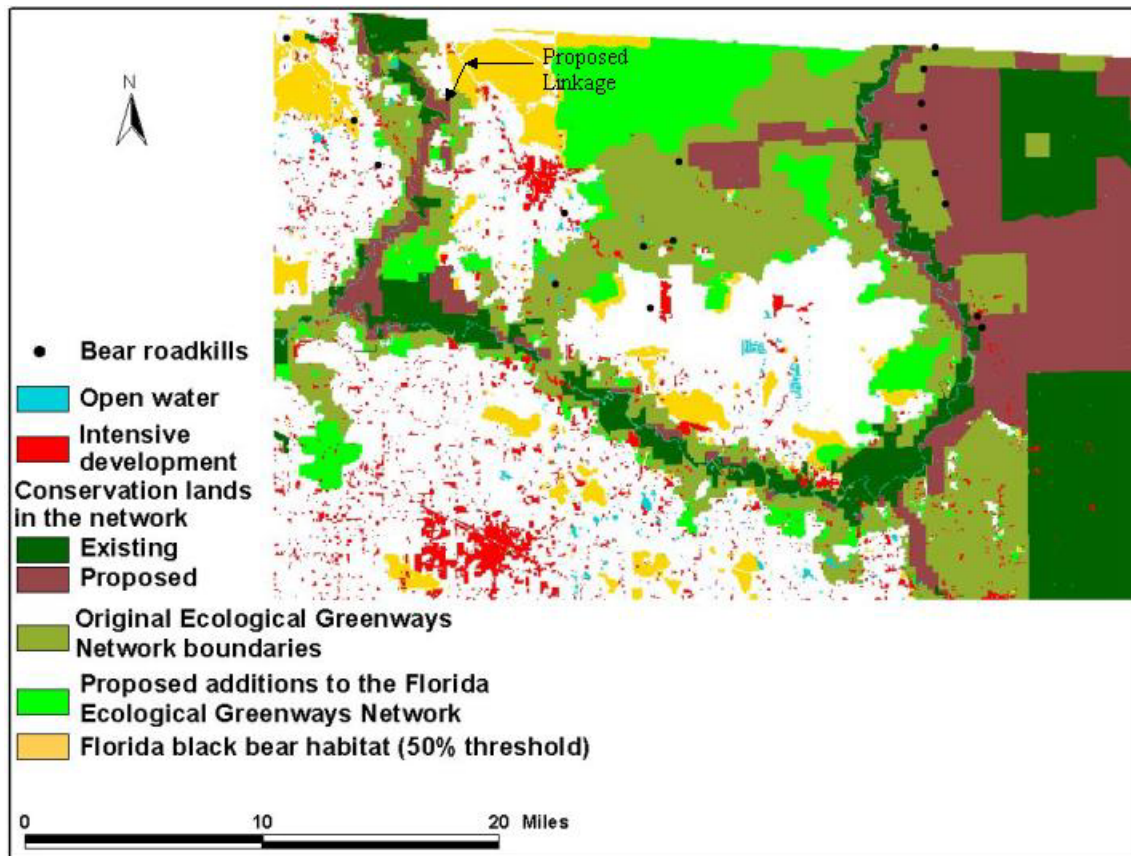 Proposed
Linkage
N
Bear roadkills
Open water
Intensive
development
Conservation lands
in the network
Existing
Proposed
Original Ecological Greenways
Network boundaries
Proposed additions to the Florida
Ecological Greenways Network
Florida black bear habitat (50% threshold)
0 10 20 Miles